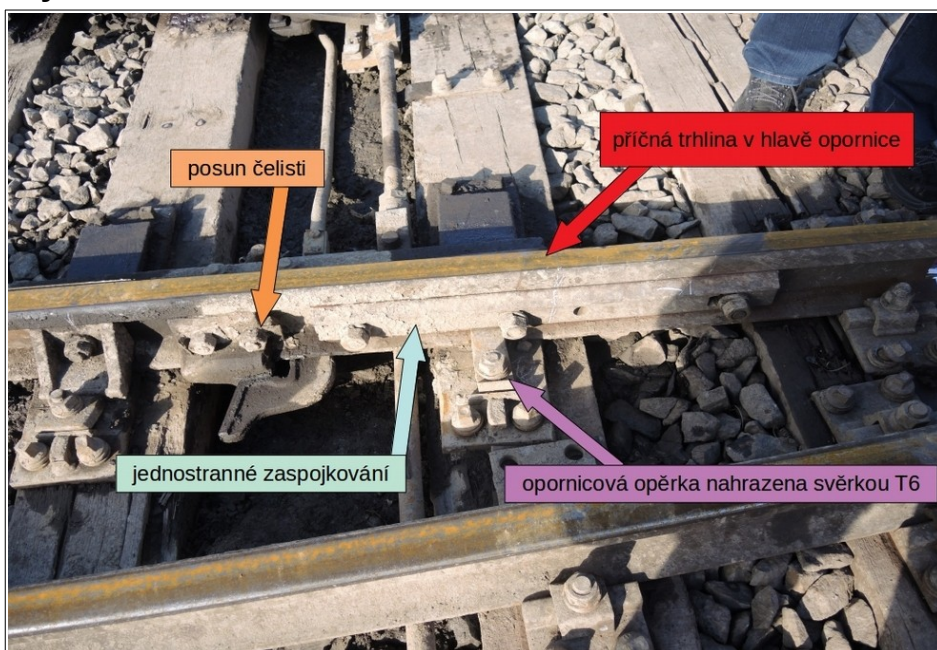 příčná trhlina v hlavě opornice
posun čelisti
jednostranné zaspojkování
opornicová opěrka nahrazena svěrkou T6